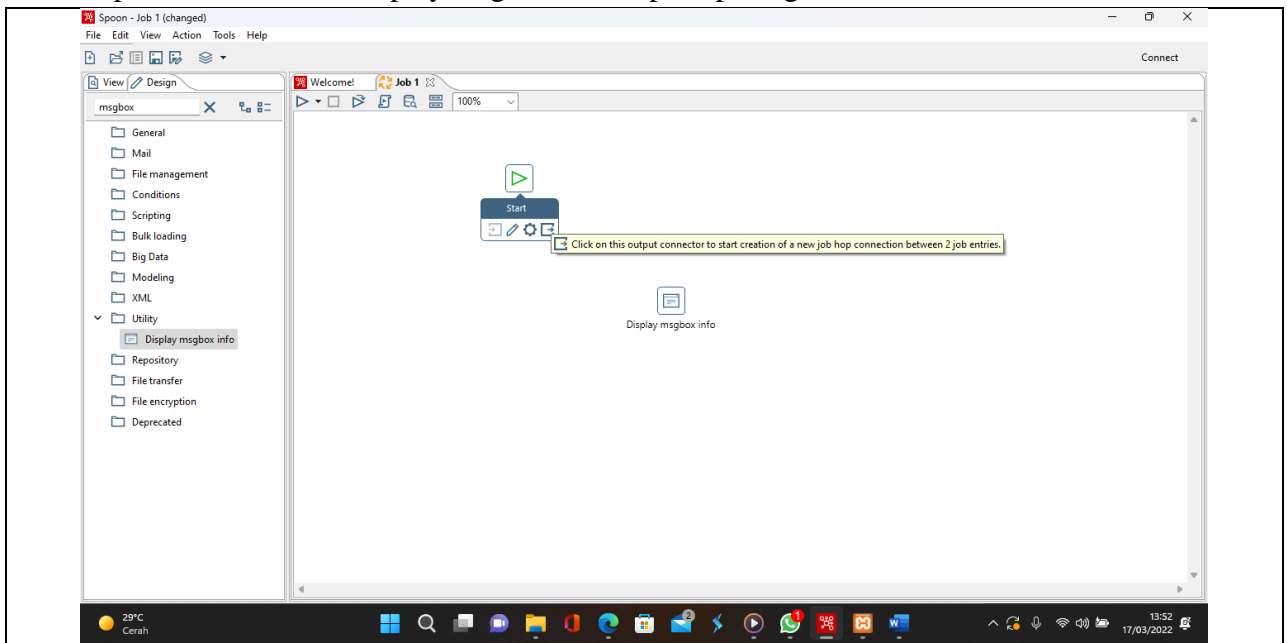 Spoon - Job 1 (changed)
File Edit View Action Tools Help
Connect
View Design
Welcome! Job 1
msgbox
100%
General
Mail
File management
Conditions
Scripting
Bulk loading
Big Data
Modeling
XML
Utility
Display msgbox info
Repository
File transfer
File encryption
Deprecated
Start
Click on this output connector to start creation of a new job hop connection between 2 job entries.
Display msgbox info
29°C
Cerah
2
1
13:52
17/03/2022